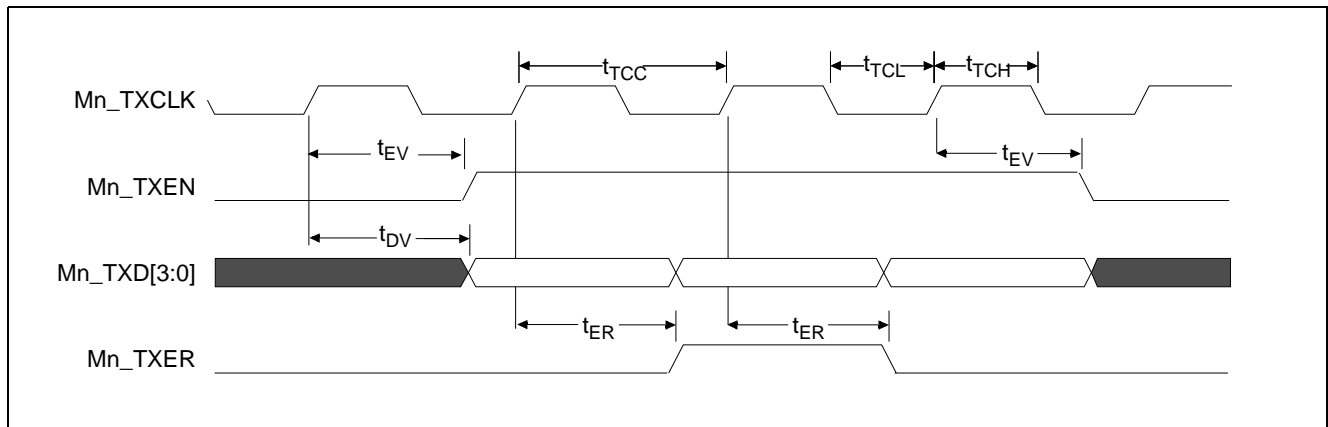 tTCC
tTCL
tTCH
Mn_TXCLK
tEV
tEV
Mn_TXEN
tDV
Mn_TXD[3:0]
tER
tER
Mn_TXER